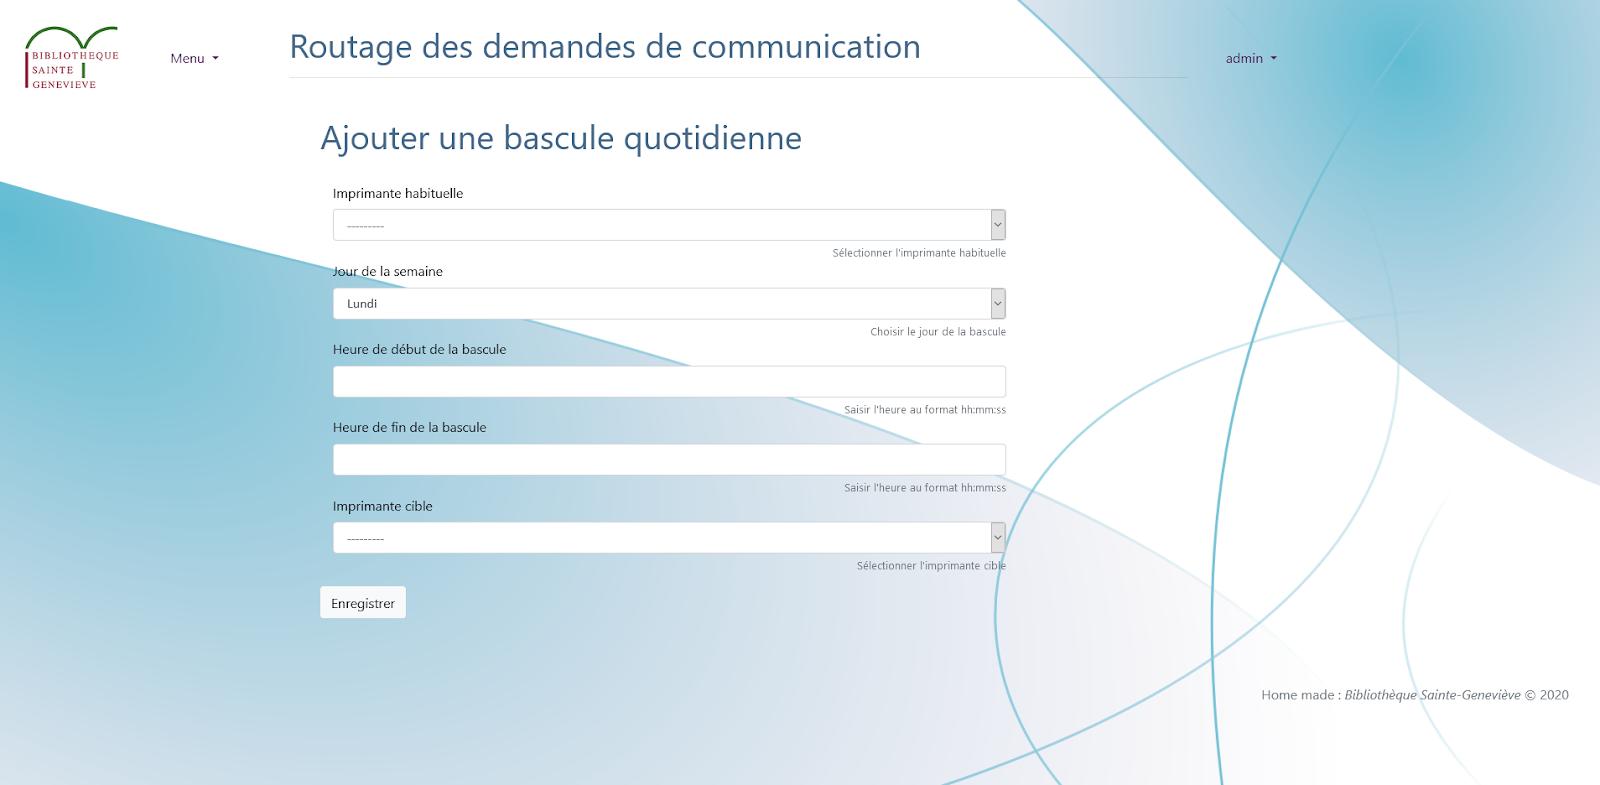 BIBLIOTHEQUE
SAINTE
GENEVIEVE
Menu
Routage des demandes de communication
admin
Ajouter une bascule quotidienne
Imprimante habituelle
---------
Sélectionner l'imprimante habituelle
Jour de la semaine
Lundi
Choisir le jour de la bascule
Heure de début de la bascule
Saisir l'heure au format hh:mm:ss
Heure de fin de la bascule
Saisir l'heure au format hh:mm:ss
Imprimante cible
---------
Sélectionner l'imprimante cible
Enregistrer
Home made : Bibliothèque Sainte-Geneviève © 2020